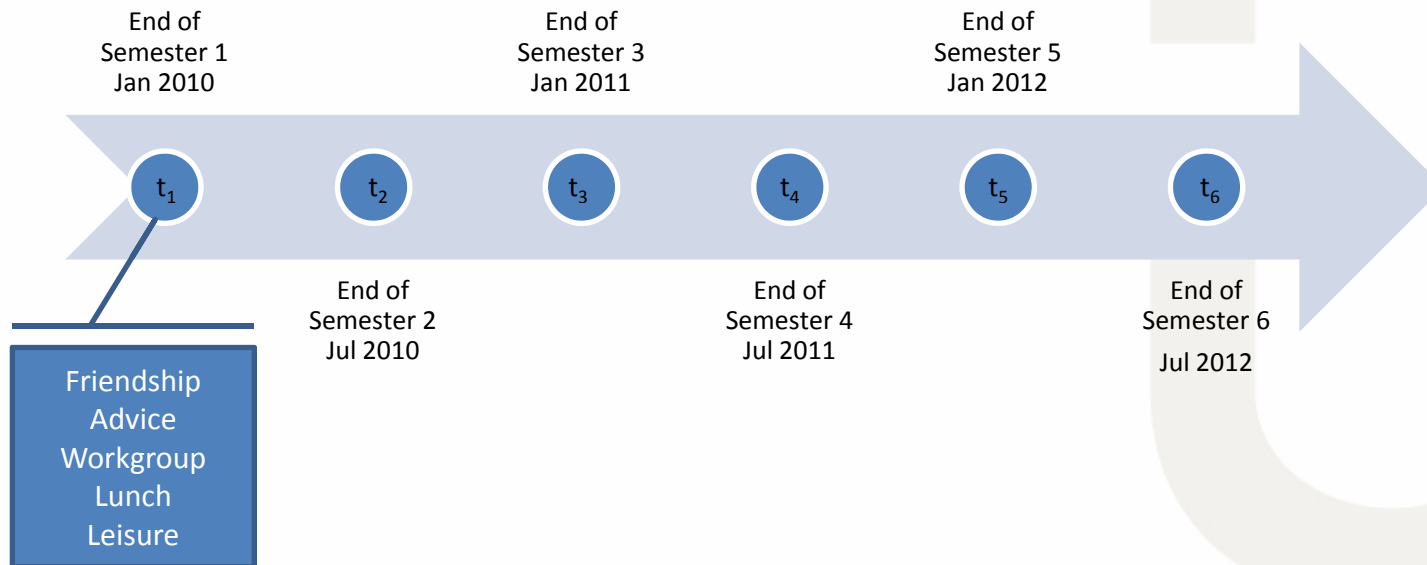 End of
Semester 1
Jan 2010
End of
Semester 3
Jan 2011
End of
Semester 5
Jan 2012
t₁
t₂
t₃
t₄
t₅
t₆
End of
Semester 2
Jul 2010
End of
Semester 4
Jul 2011
End of
Semester 6
Jul 2012
Friendship
Advice
Workgroup
Lunch
Leisure